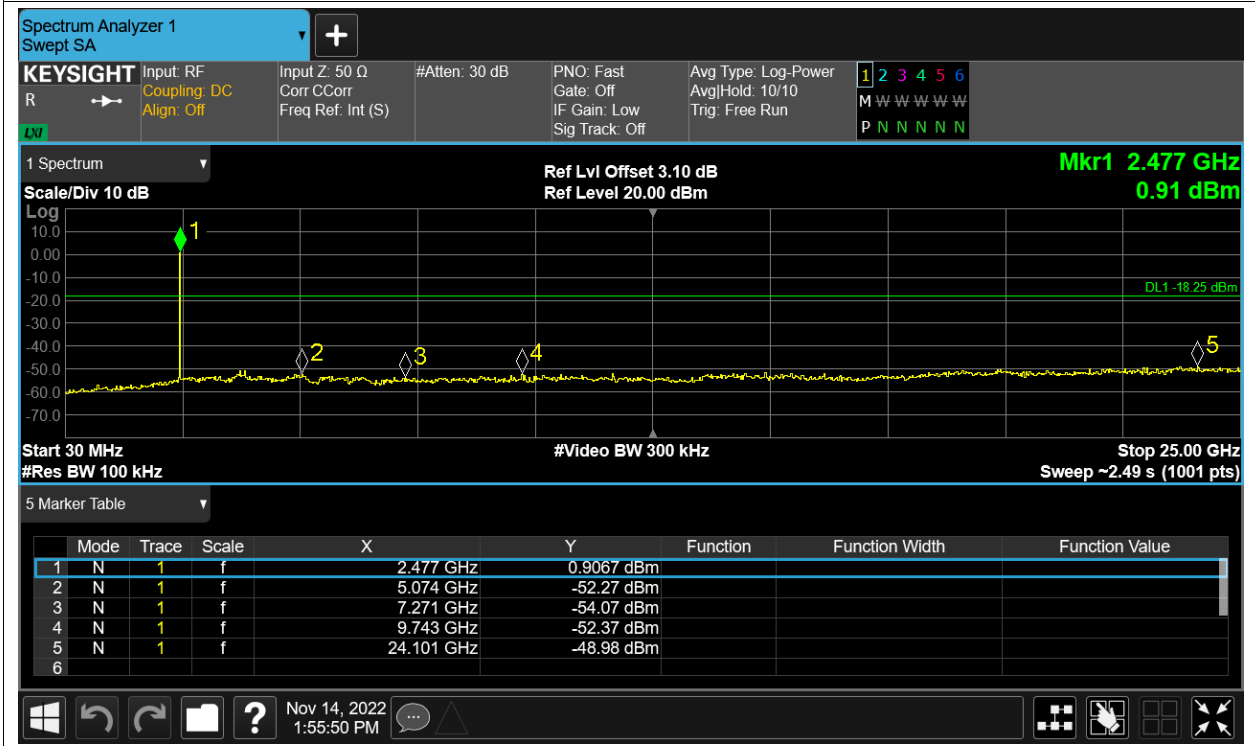 Spectrum Analyzer 1
Swept SA
+
KEYSIGHT Input: RF Input Z: 50 Ω #Atten: 30 dB PNO: Fast Avg Type: Log-Power 1 2 3 4 5 6
R Coupling: DC Corr CCorr Gate: Off Avg|Hold: 10/10 M W W W W W
Align: Off Freq Ref: Int (S) IF Gain: Low Trig: Free Run
LXI Sig Track: Off P N N N N N
1 Spectrum Ref Lvl Offset 3.10 dB Mkr1 2.477 GHz
Scale/Div 10 dB Ref Level 20.00 dBm 0.91 dBm
Log
10.0 1
0.00
-10.0
DL1 -18.25 dBm
-20.0
-30.0
-40.0 2 3 4 5
-50.0
-60.0
-70.0
Start 30 MHz #Video BW 300 kHz Stop 25.00 GHz
#Res BW 100 kHz Sweep ~2.49 s (1001 pts)
5 Marker Table
Mode Trace Scale X Y Function Function Width Function Value
1 N 1 f 2.477 GHz 0.9067 dBm
2 N 1 f 5.074 GHz -52.27 dBm
3 N 1 f 7.271 GHz -54.07 dBm
4 N 1 f 9.743 GHz -52.37 dBm
5 N 1 f 24.101 GHz -48.98 dBm
6
? Nov 14, 2022
1:55:50 PM